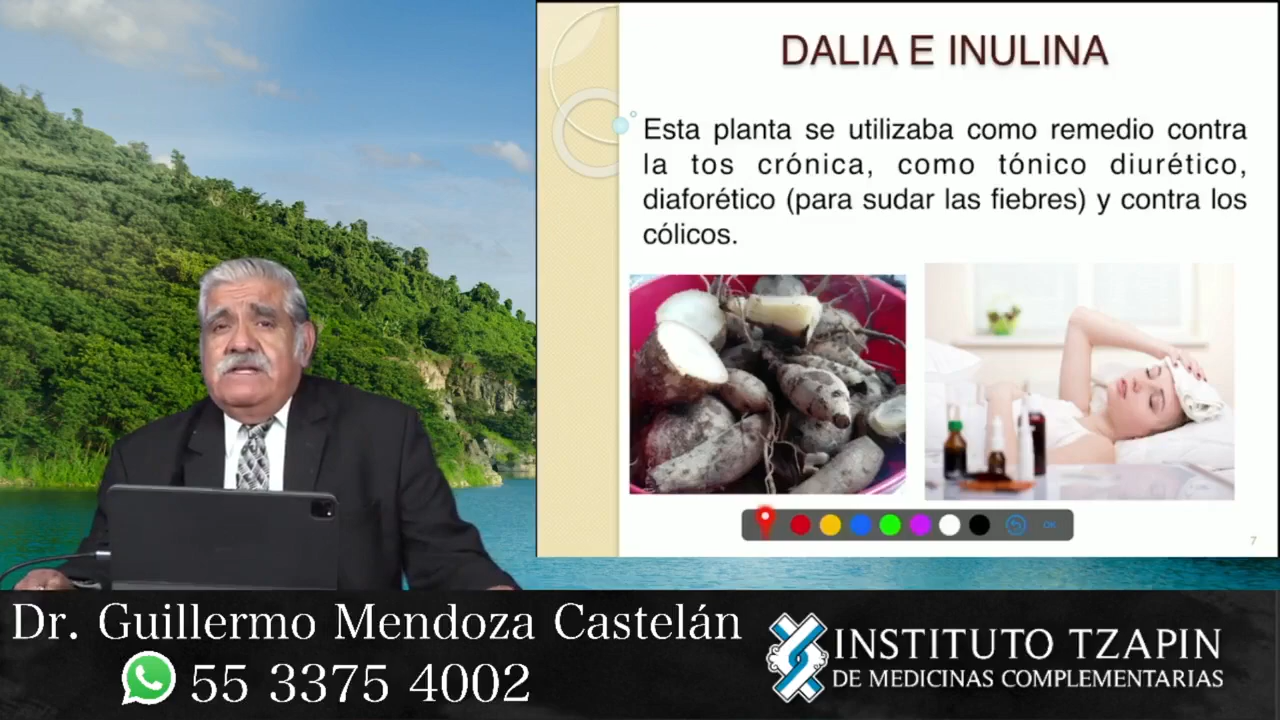 DALIA E INULINA
Esta planta se utilizaba como remedio contra
la tos crónica, como tónico diurético,
diaforético (para sudar las fiebres) y contra los
cólicos.
OK
7
Dr. Guillermo Mendoza Castelán
55 3375 4002
INSTITUTO TZAPIN
DE MEDICINAS COMPLEMENTARIAS